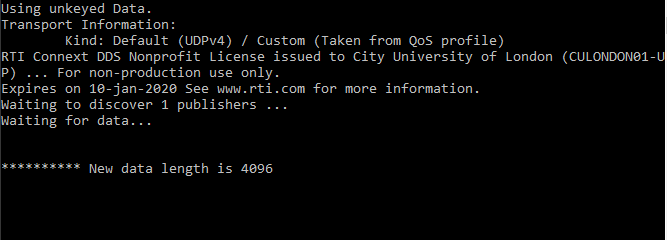 Using unkeyed Data.
Transport Information:
Kind: Default (UDPv4) / Custom (Taken from QoS profile)
RTI Connext DDS Nonprofit License issued to City University of London (CULONDON01-U
P) ... For non-production use only.
Expires on 10-jan-2020 See www.rti.com for more information.
Waiting to discover 1 publishers ...
Waiting for data...
********** New data length is 4096